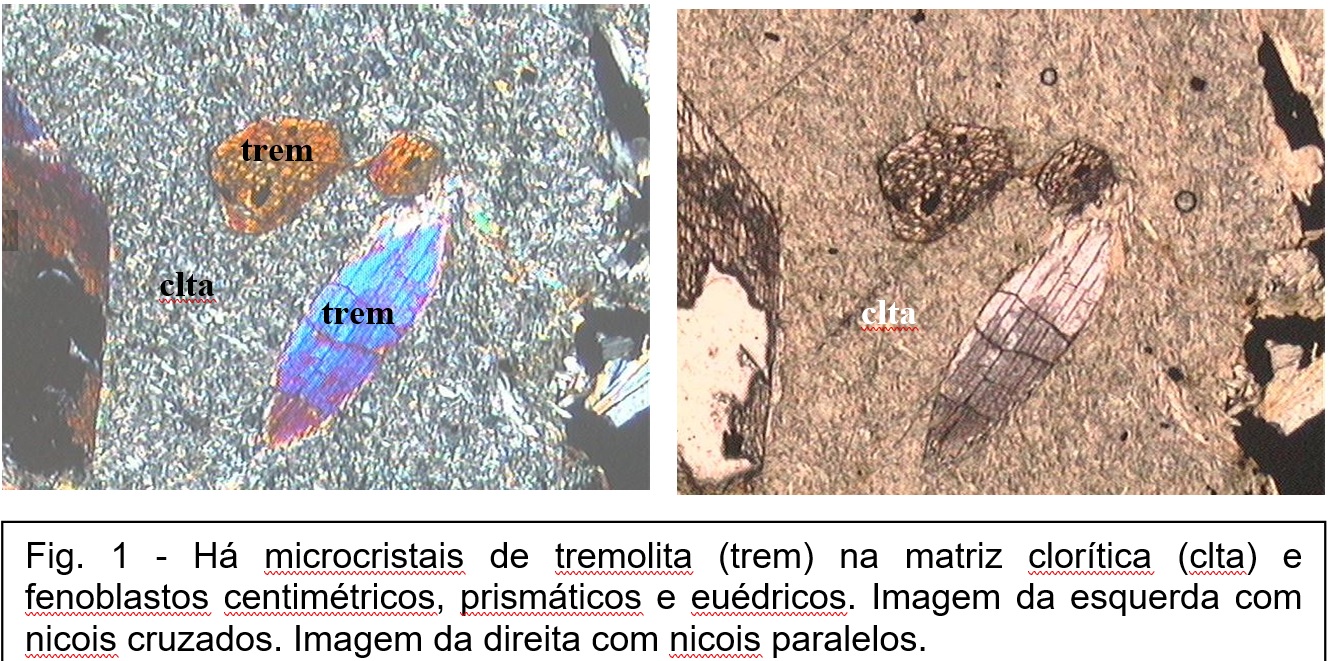 trem
clta
trem
clta
Fig. 1 - Há microcristais de tremolita (trem) na matriz clorítica (clta) e
fenoblastos centimétricos, prismáticos e euédricos. Imagem da esquerda com
nicois cruzados. Imagem da direita com nicois paralelos.